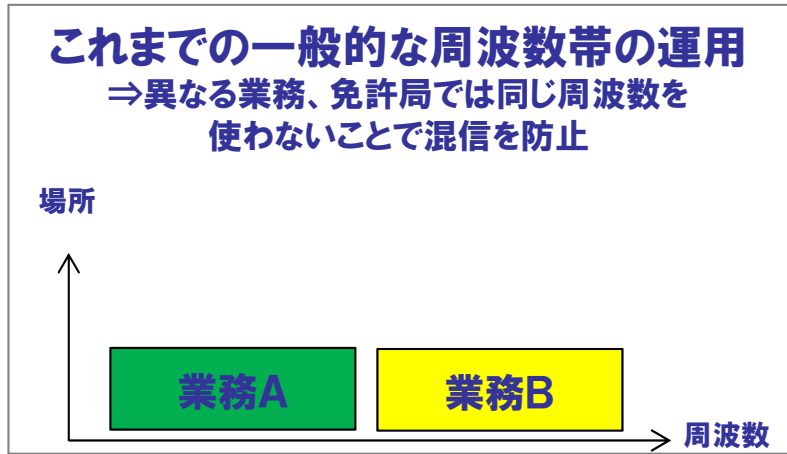 これまでの一般的な周波数帯の運用
⇒異なる業務、免許局では同じ周波数を
使わないことで混信を防止
場所
業務A
業務B
周波数